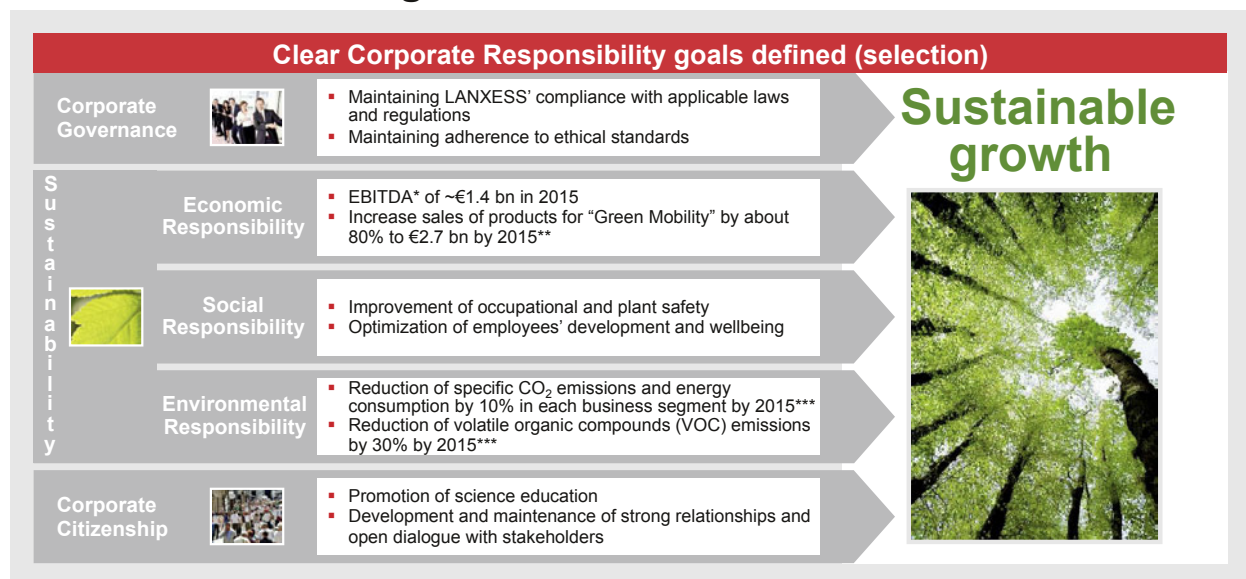 Clear Corporate Responsibility goals defined (selection)
Corporate
Governance
▪ Maintaining LANXESS’ compliance with applicable laws
and regulations
▪ Maintaining adherence to ethical standards
Sustainable
growth
Sustainability
Economic
Responsibility
▪ EBITDA* of ~€1.4 bn in 2015
▪ Increase sales of products for “Green Mobility” by about
80% to €2.7 bn by 2015**
Social
Responsibility
▪ Improvement of occupational and plant safety
▪ Optimization of employees’ development and wellbeing
Environmental
Responsibility
▪ Reduction of specific CO₂ emissions and energy
consumption by 10% in each business segment by 2015***
▪ Reduction of volatile organic compounds (VOC) emissions
by 30% by 2015***
Corporate
Citizenship
▪ Promotion of science education
▪ Development and maintenance of strong relationships and
open dialogue with stakeholders